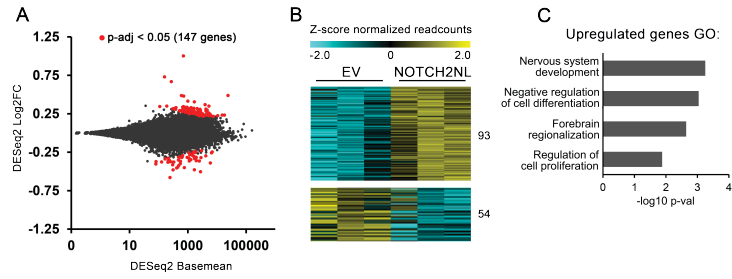 A
p-adj < 0.05 (147 genes)
DESeq2 Log2FC
1.25
0.75
0.25
-0.25
-0.75
-1.25
0 10 1000 100000
DESeq2 Basemean
B
Z-score normalized readcounts
-2.0 0 2.0
EV NOTCH2NL
93
54
C
Upregulated genes GO:
Nervous system
development
Negative regulation
of cell differentiation
Forebrain
regionalization
Regulation of
cell proliferation
0 1 2 3 4
-log10 p-val